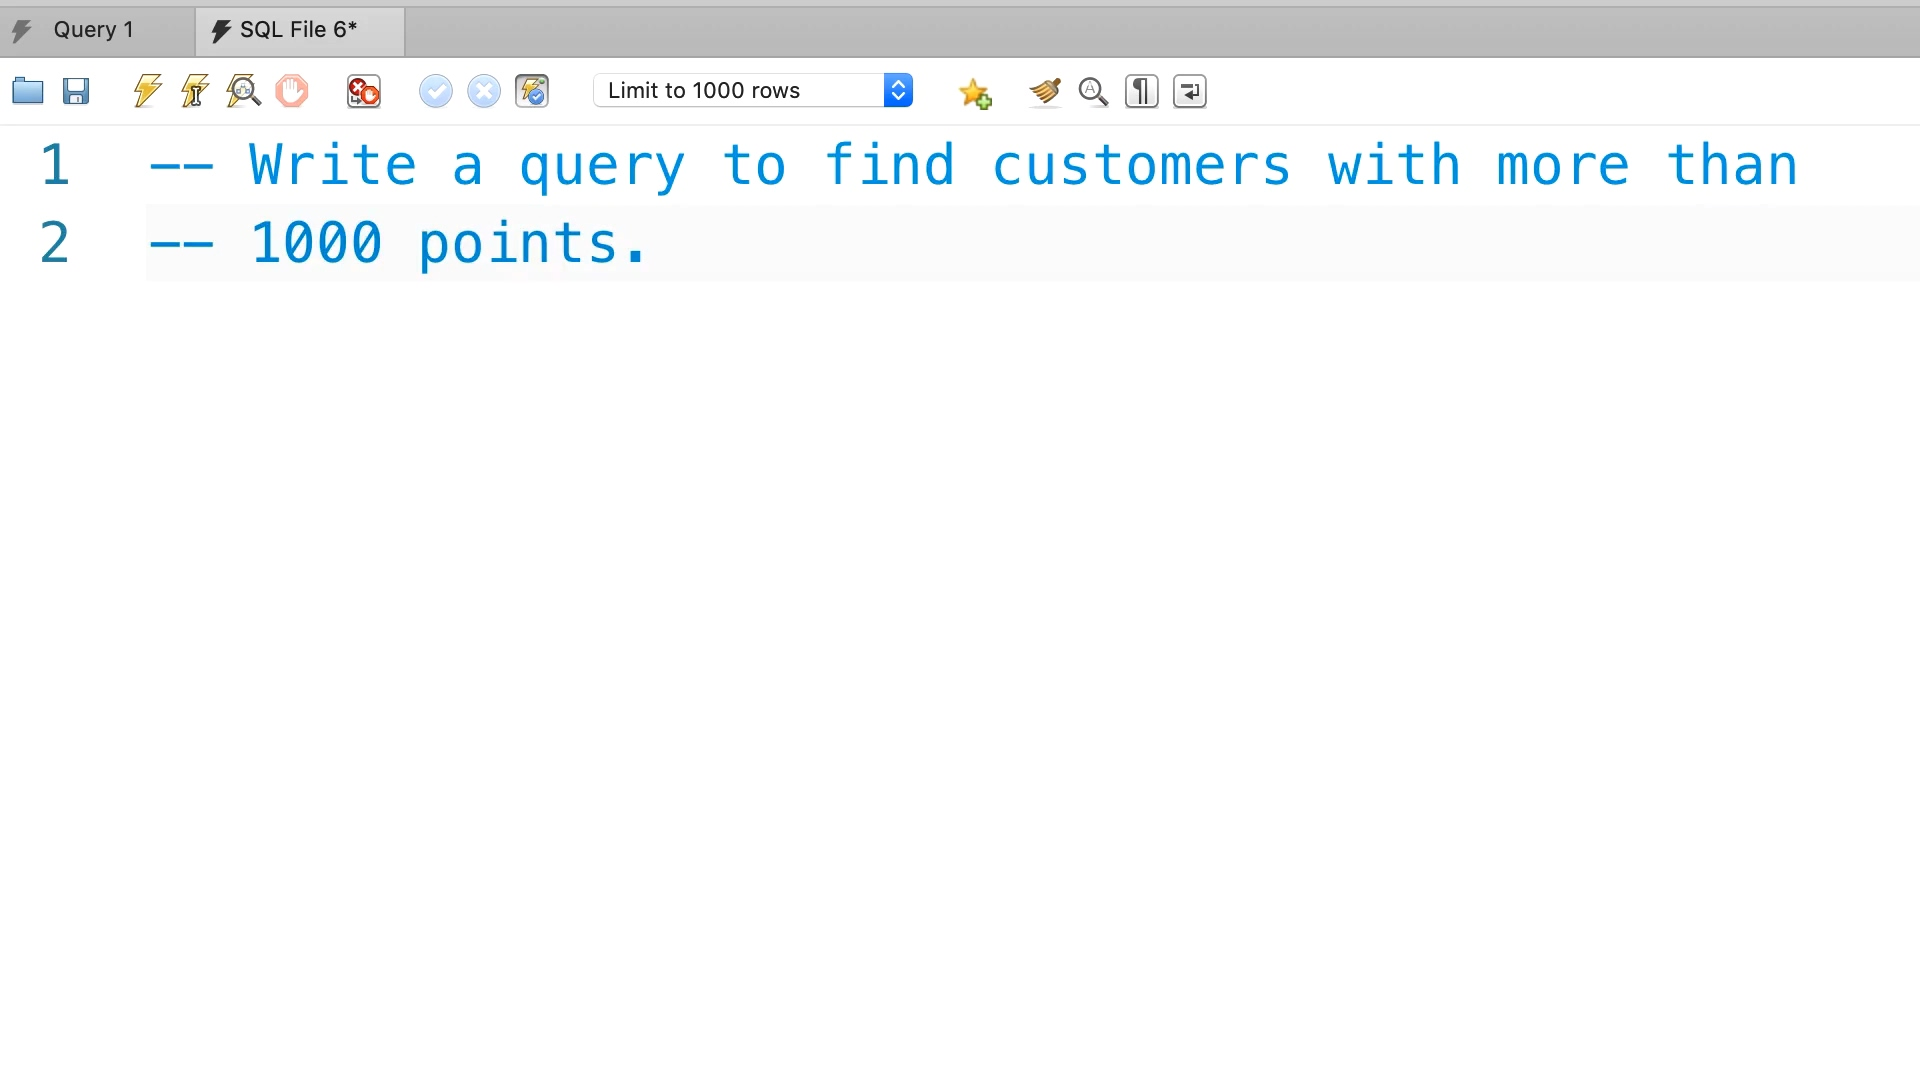 Query 1
SQL File 6*
Limit to 1000 rows
1 -- Write a query to find customers with more than
2 -- 1000 points.